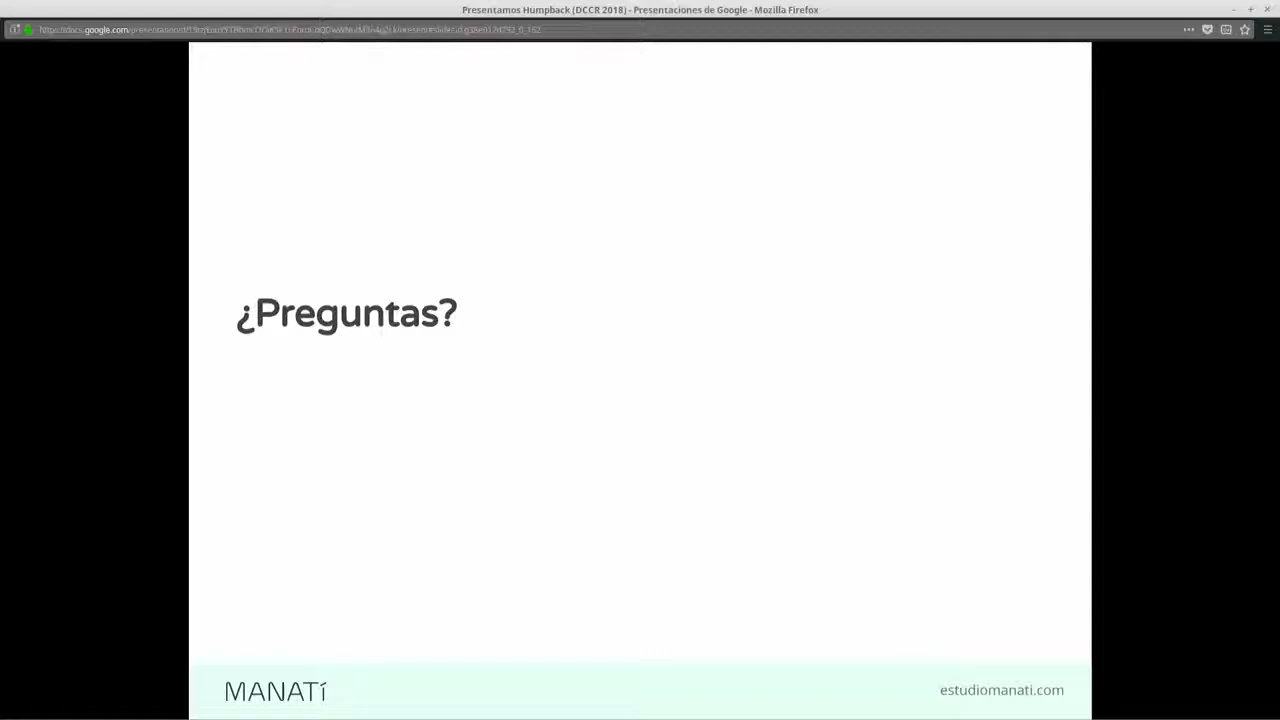 Presentamos Humpback (DCCR 2018) - Presentaciones de Google - Mozilla Firefox
¿Preguntas?
MANATí
estudiomanati.com